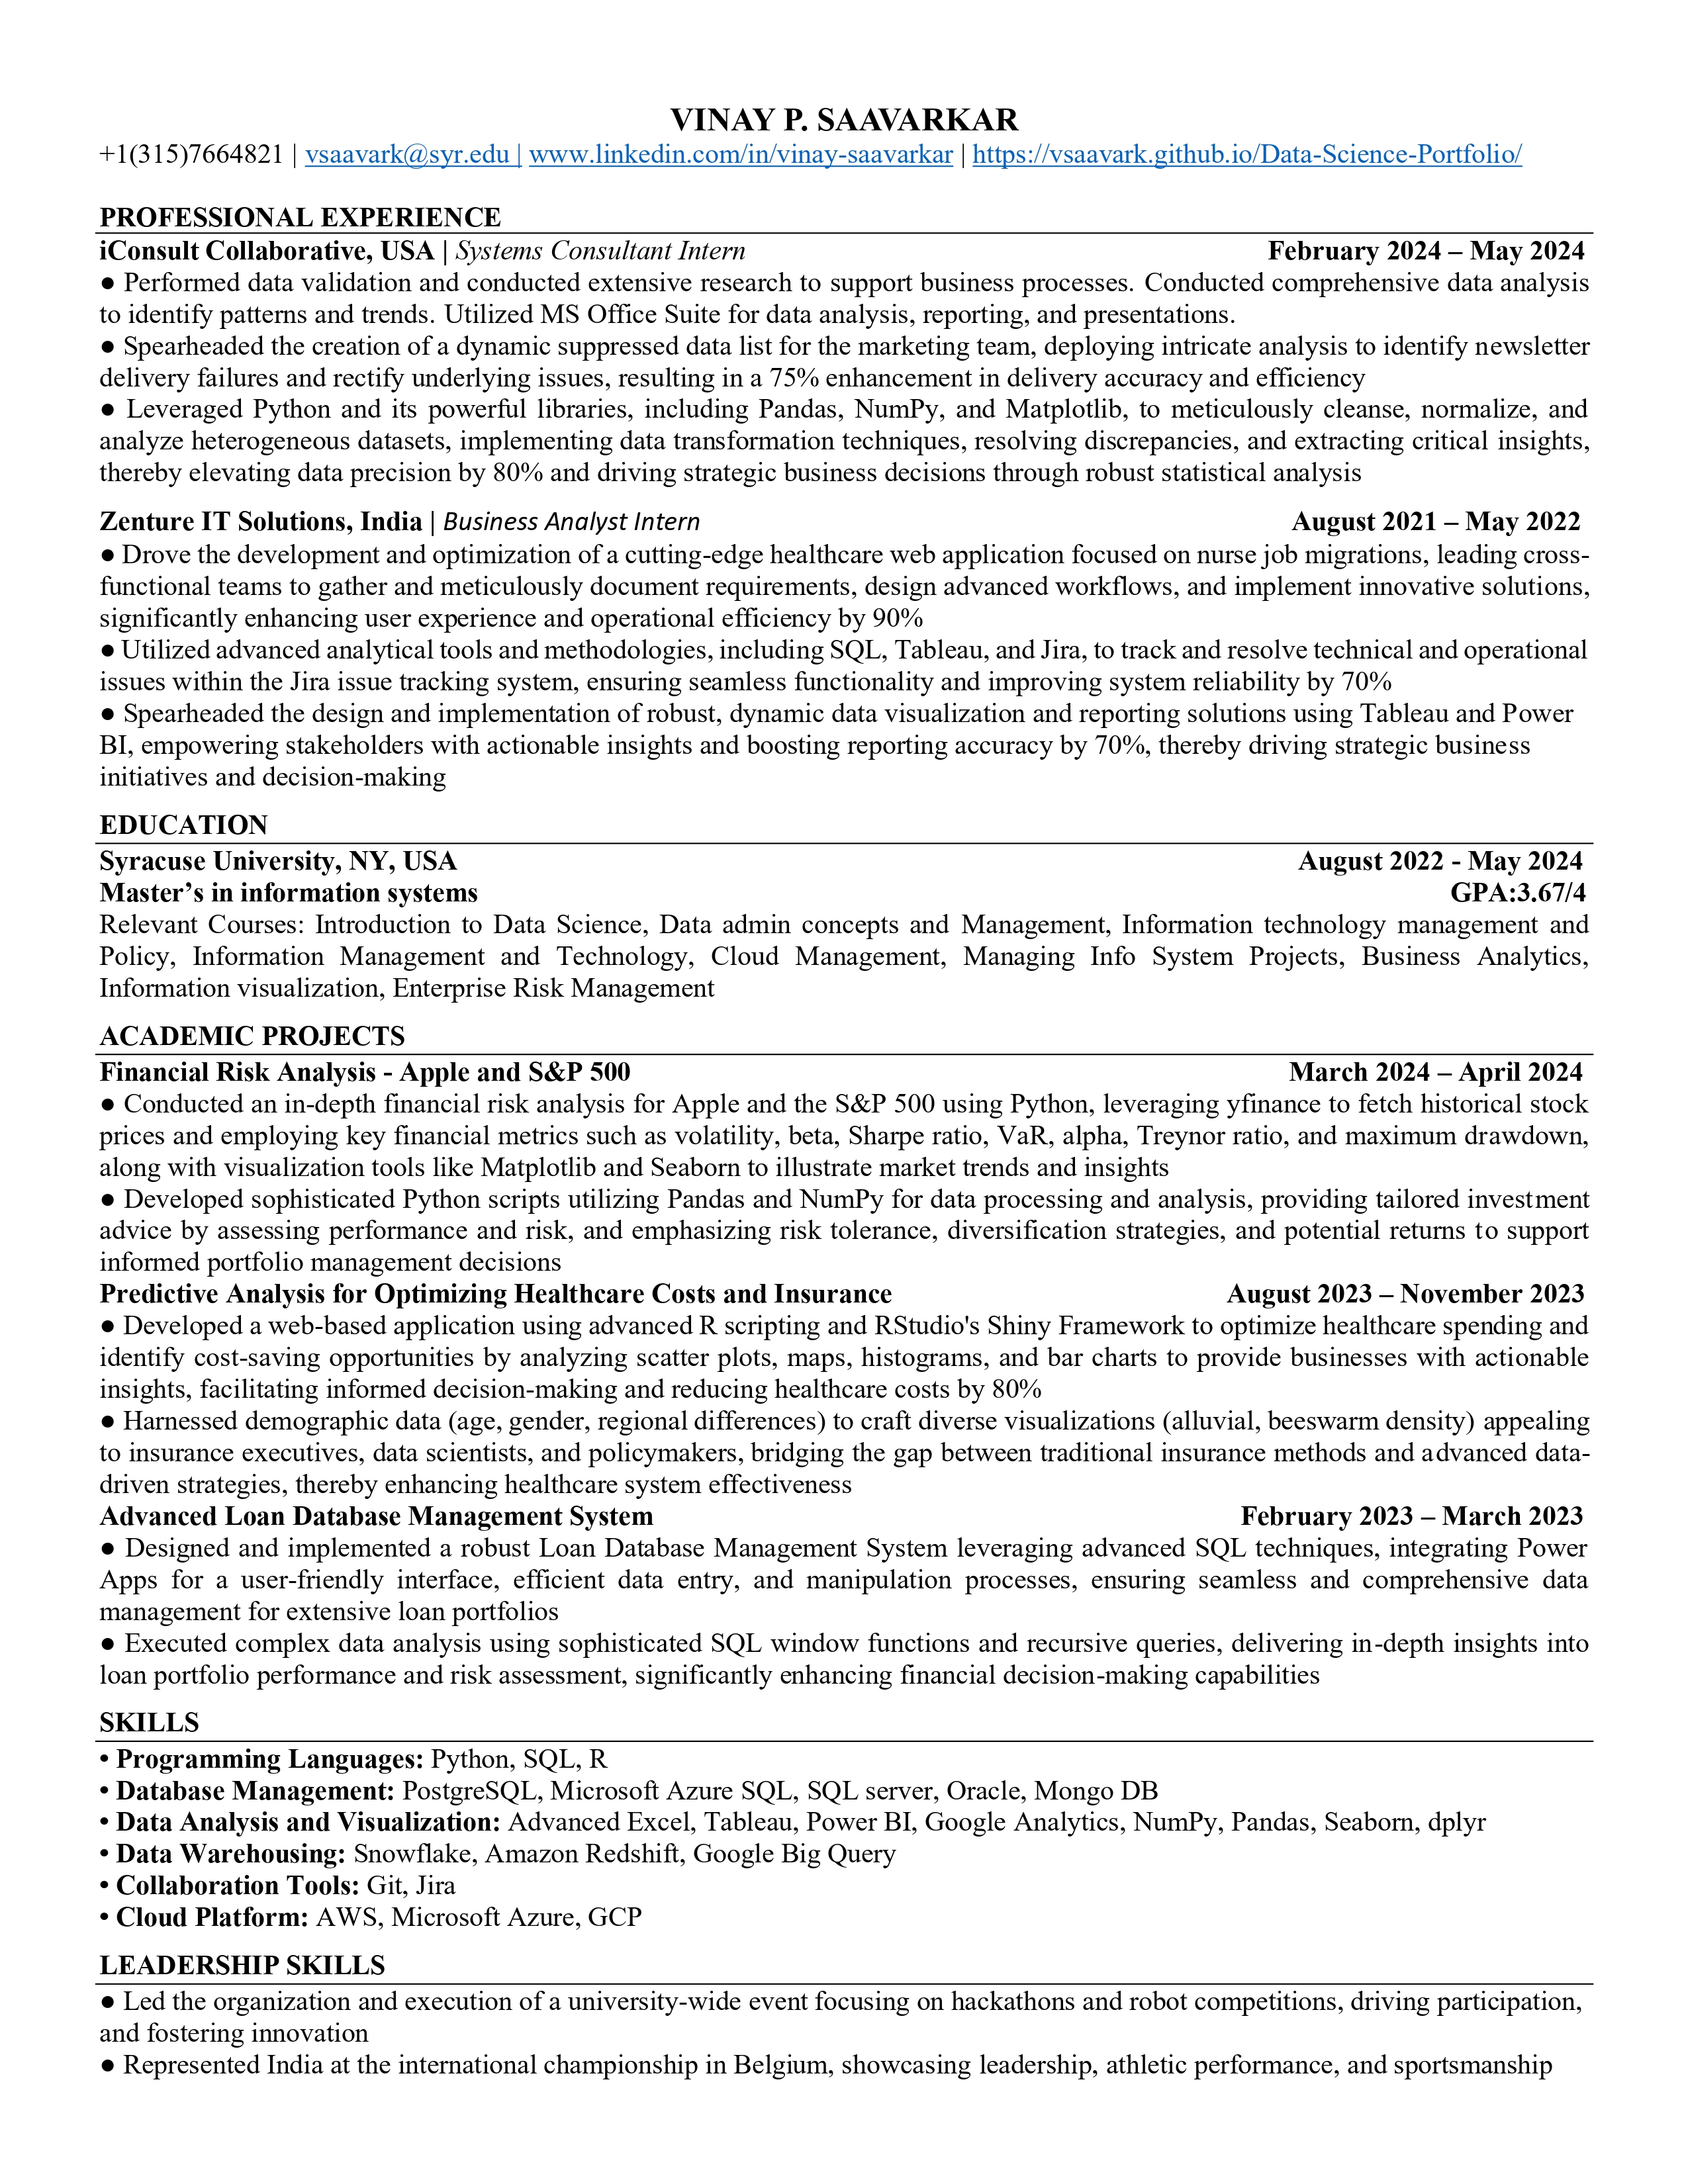 VINAY P. SAAVARKAR
+1(315)7664821 | vsaavark@syr.edu | www.linkedin.com/in/vinay-saavarkar | https://vsaavark.github.io/Data-Science-Portfolio/
PROFESSIONAL EXPERIENCE
iConsult Collaborative, USA | Systems Consultant Intern February 2024 – May 2024
● Performed data validation and conducted extensive research to support business processes. Conducted comprehensive data analysis
to identify patterns and trends. Utilized MS Office Suite for data analysis, reporting, and presentations.
● Spearheaded the creation of a dynamic suppressed data list for the marketing team, deploying intricate analysis to identify newsletter
delivery failures and rectify underlying issues, resulting in a 75% enhancement in delivery accuracy and efficiency
● Leveraged Python and its powerful libraries, including Pandas, NumPy, and Matplotlib, to meticulously cleanse, normalize, and
analyze heterogeneous datasets, implementing data transformation techniques, resolving discrepancies, and extracting critical insights,
thereby elevating data precision by 80% and driving strategic business decisions through robust statistical analysis
Zenture IT Solutions, India | Business Analyst Intern August 2021 – May 2022
● Drove the development and optimization of a cutting-edge healthcare web application focused on nurse job migrations, leading cross-
functional teams to gather and meticulously document requirements, design advanced workflows, and implement innovative solutions,
significantly enhancing user experience and operational efficiency by 90%
● Utilized advanced analytical tools and methodologies, including SQL, Tableau, and Jira, to track and resolve technical and operational
issues within the Jira issue tracking system, ensuring seamless functionality and improving system reliability by 70%
● Spearheaded the design and implementation of robust, dynamic data visualization and reporting solutions using Tableau and Power
BI, empowering stakeholders with actionable insights and boosting reporting accuracy by 70%, thereby driving strategic business
initiatives and decision-making
EDUCATION
Syracuse University, NY, USA August 2022 - May 2024
Master’s in information systems GPA:3.67/4
Relevant Courses: Introduction to Data Science, Data admin concepts and Management, Information technology management and
Policy, Information Management and Technology, Cloud Management, Managing Info System Projects, Business Analytics,
Information visualization, Enterprise Risk Management
ACADEMIC PROJECTS
Financial Risk Analysis - Apple and S&P 500 March 2024 – April 2024
● Conducted an in-depth financial risk analysis for Apple and the S&P 500 using Python, leveraging yfinance to fetch historical stock
prices and employing key financial metrics such as volatility, beta, Sharpe ratio, VaR, alpha, Treynor ratio, and maximum drawdown,
along with visualization tools like Matplotlib and Seaborn to illustrate market trends and insights
● Developed sophisticated Python scripts utilizing Pandas and NumPy for data processing and analysis, providing tailored investment
advice by assessing performance and risk, and emphasizing risk tolerance, diversification strategies, and potential returns to support
informed portfolio management decisions
Predictive Analysis for Optimizing Healthcare Costs and Insurance August 2023 – November 2023
● Developed a web-based application using advanced R scripting and RStudio's Shiny Framework to optimize healthcare spending and
identify cost-saving opportunities by analyzing scatter plots, maps, histograms, and bar charts to provide businesses with actionable
insights, facilitating informed decision-making and reducing healthcare costs by 80%
● Harnessed demographic data (age, gender, regional differences) to craft diverse visualizations (alluvial, beeswarm density) appealing
to insurance executives, data scientists, and policymakers, bridging the gap between traditional insurance methods and advanced data-
driven strategies, thereby enhancing healthcare system effectiveness
Advanced Loan Database Management System February 2023 – March 2023
● Designed and implemented a robust Loan Database Management System leveraging advanced SQL techniques, integrating Power
Apps for a user-friendly interface, efficient data entry, and manipulation processes, ensuring seamless and comprehensive data
management for extensive loan portfolios
● Executed complex data analysis using sophisticated SQL window functions and recursive queries, delivering in-depth insights into
loan portfolio performance and risk assessment, significantly enhancing financial decision-making capabilities
SKILLS
• Programming Languages: Python, SQL, R
• Database Management: PostgreSQL, Microsoft Azure SQL, SQL server, Oracle, Mongo DB
• Data Analysis and Visualization: Advanced Excel, Tableau, Power BI, Google Analytics, NumPy, Pandas, Seaborn, dplyr
• Data Warehousing: Snowflake, Amazon Redshift, Google Big Query
• Collaboration Tools: Git, Jira
• Cloud Platform: AWS, Microsoft Azure, GCP
LEADERSHIP SKILLS
● Led the organization and execution of a university-wide event focusing on hackathons and robot competitions, driving participation,
and fostering innovation
● Represented India at the international championship in Belgium, showcasing leadership, athletic performance, and sportsmanship